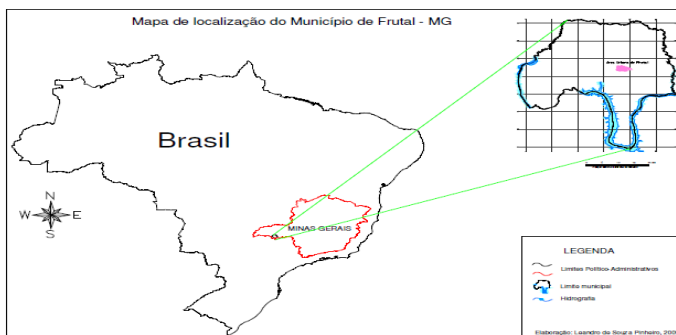 Mapa de localização do Município de Frutal - MG
Área Urbana de Frutal
Brasil
N
W
E
S
MINAS GERAIS
LEGENDA
Limites Político-Administrativos
Limite municipal
Hidrografia
Elaboração: Leandro de Souza Pinheiro,